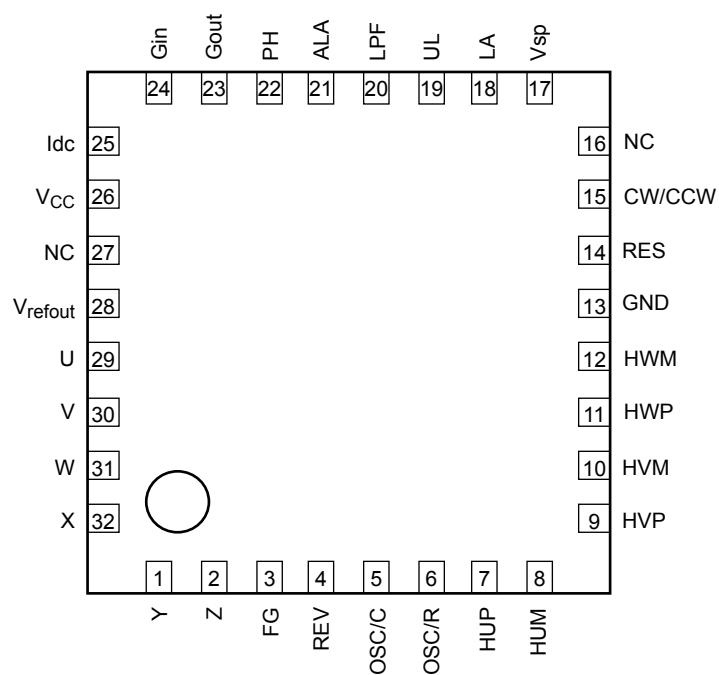 Gin Gout PH ALA LPF UL LA Vsp
24 23 22 21 20 19 18 17
Idc 25 16 NC
VCC 26 15 CW/CCW
NC 27 14 RES
Vrefout 28 13 GND
U 29 12 HWM
V 30 11 HWP
W 31 10 HVM
X 32 9 HVP
1 2 3 4 5 6 7 8
Y Z FG REV OSC/C OSC/R HUP HUM